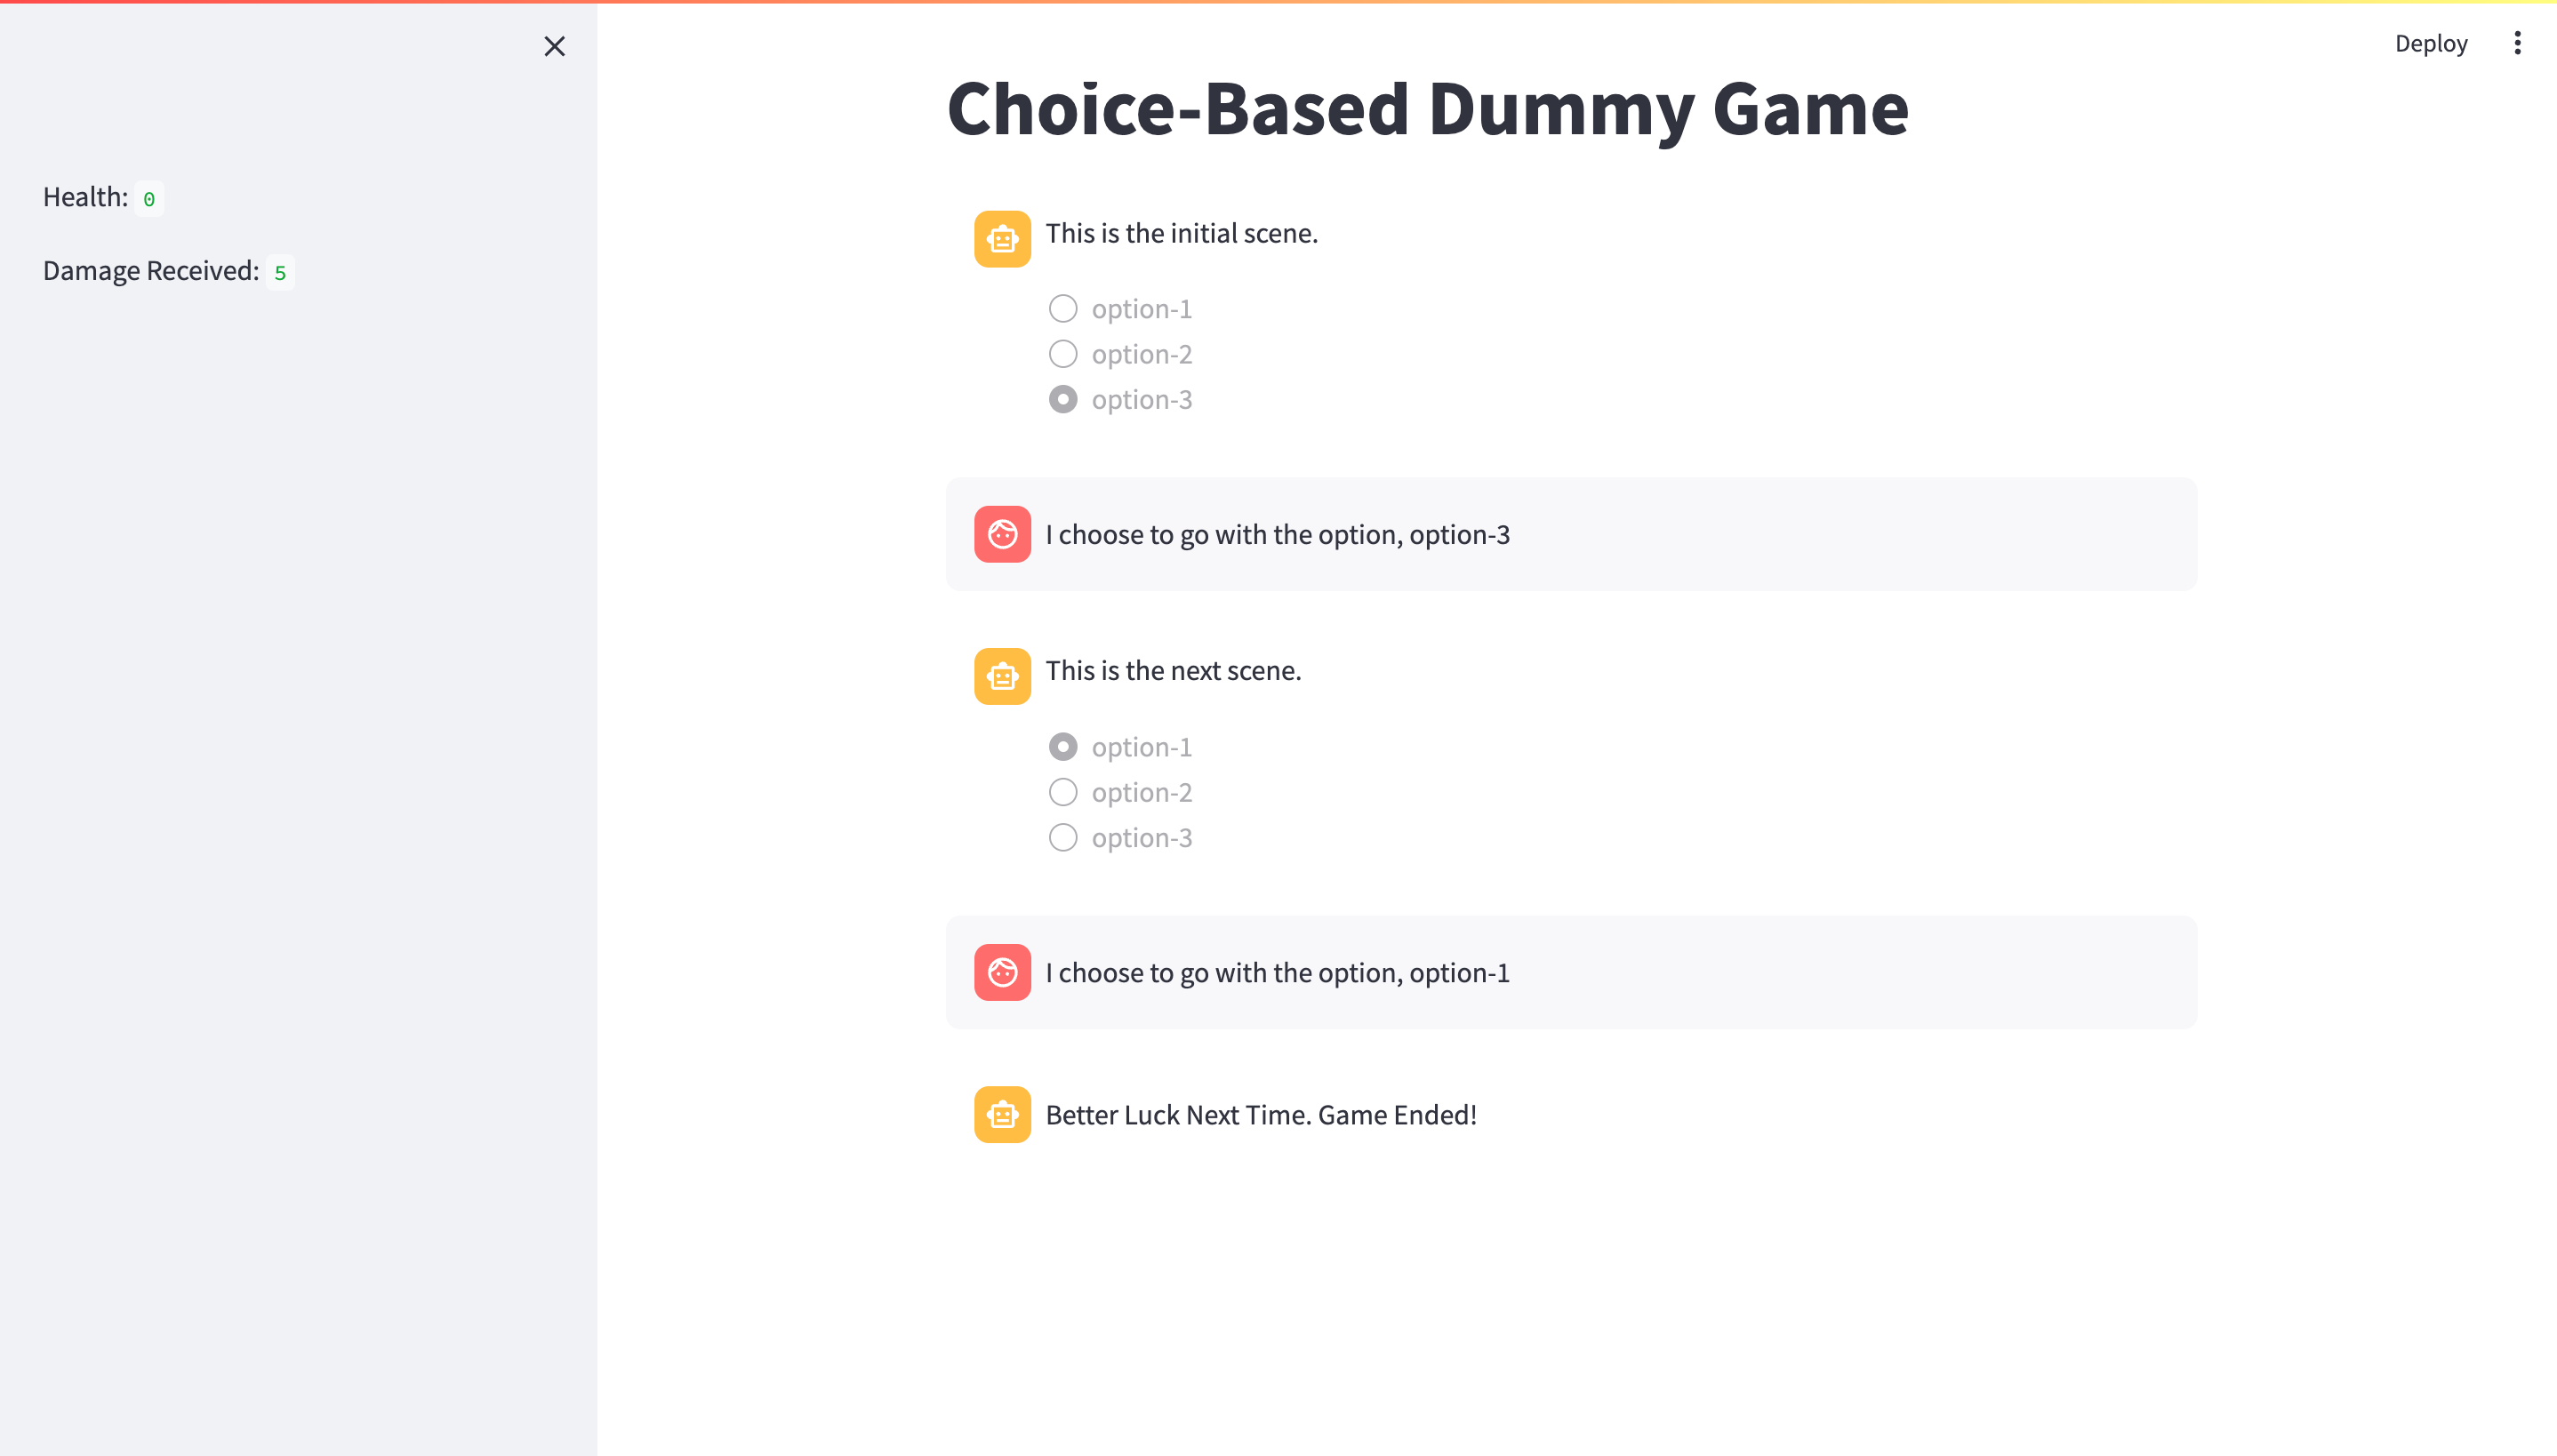 Deploy
Health: 0
Damage Received: 5
Choice-Based Dummy Game
This is the initial scene.
option-1
option-2
option-3
I choose to go with the option, option-3
This is the next scene.
option-1
option-2
option-3
I choose to go with the option, option-1
Better Luck Next Time. Game Ended!